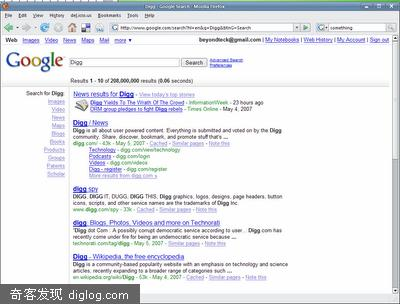 Digg - Google Search - Mozilla Firefox
File Edit View History Bookmarks del.icio.us Tools Help
http://www.google.com/search?hl=en&q=Digg&btnG=Search
something
Web Images Video News Maps Mail more ▼
beyondteck@gmail.com | My Notebooks | Web History | My Account | Sign out
Google
Digg
Search
Advanced Search
Preferences
Results 1 - 10 of 208,000,000 results (0.06 seconds)
Search for Digg
Web
Images
Video
News
Maps
Blogs
Books
Products
Groups
Patents
Scholar
News results for Digg - View today's top stories
Digg Yields To The Wrath Of The Crowd - InformationWeek - 23 hours ago
DRM group pledges to fight Digg rebels - Times Online - May 4, 2007
Digg / News
Digg is all about user powered content. Everything is submitted and voted on by the Digg
community. Share, discover, bookmark, and promote stuff that's ...
digg.com/ - 43k - May 5, 2007 - Cached - Similar pages - Note this
Technology - digg.com/view/technology
Podcasts - digg.com/login
Videos - digg.com/videos
Digg - register - digg.com/register
More results from digg.com »
digg spy
DIGG, DIGG IT, DUGG, DIGG THIS, Digg graphics, logos, designs, page headers, button
icons, scripts, and other service names are the trademarks of Digg Inc.
www.digg.com/spy - 33k - Cached - Similar pages - Note this
digg: Blogs, Photos, Videos and more on Technorati
"Digg dot Com : A possibly corrupt democratic service according to user... Digg.com has
recently come under fire for being an undemocratic service because ...
technorati.com/tag/digg - May 4, 2007 - Cached - Similar pages - Note this
Digg - Wikipedia, the free encyclopedia
Digg is a community-based popularity website with an emphasis on technology and science
articles, recently expanding to a broader range of categories such ...
en.wikipedia.org/wiki/Digg - May 5, 2007 - Cached - Similar pages - Note this
奇客发现 diglog.com